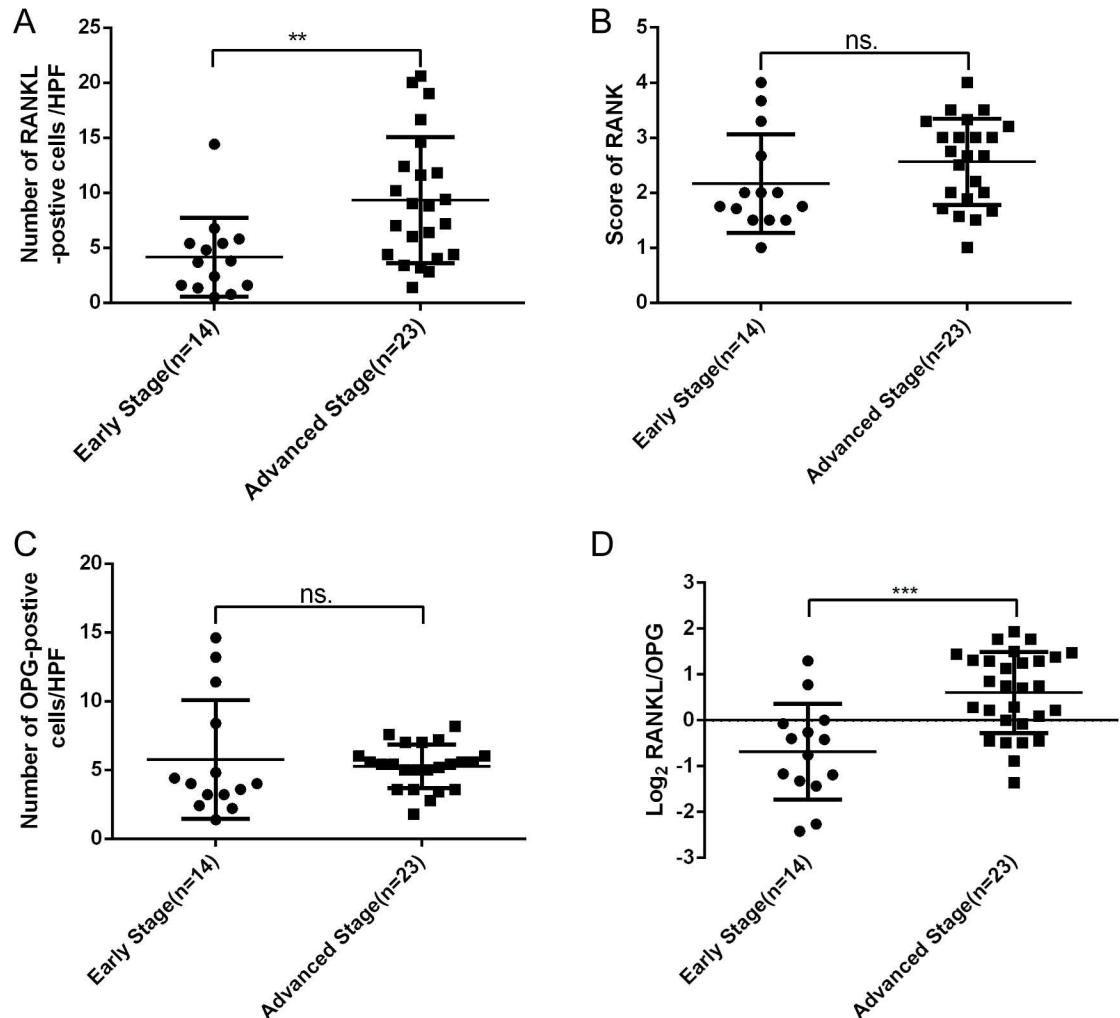 A
Number of RANKL
-postive cells /HPF
25
20
15
10
5
0
**
Early Stage(n=14)
Advanced Stage(n=23)
B
Score of RANK
5
4
3
2
1
0
ns.
Early Stage(n=14)
Advanced Stage(n=23)
C
Number of OPG-postive
cells/HPF
20
15
10
5
0
ns.
Early Stage(n=14)
Advanced Stage(n=23)
D
Log₂ RANKL/OPG
3
2
1
0
-1
-2
-3
***
Early Stage(n=14)
Advanced Stage(n=23)